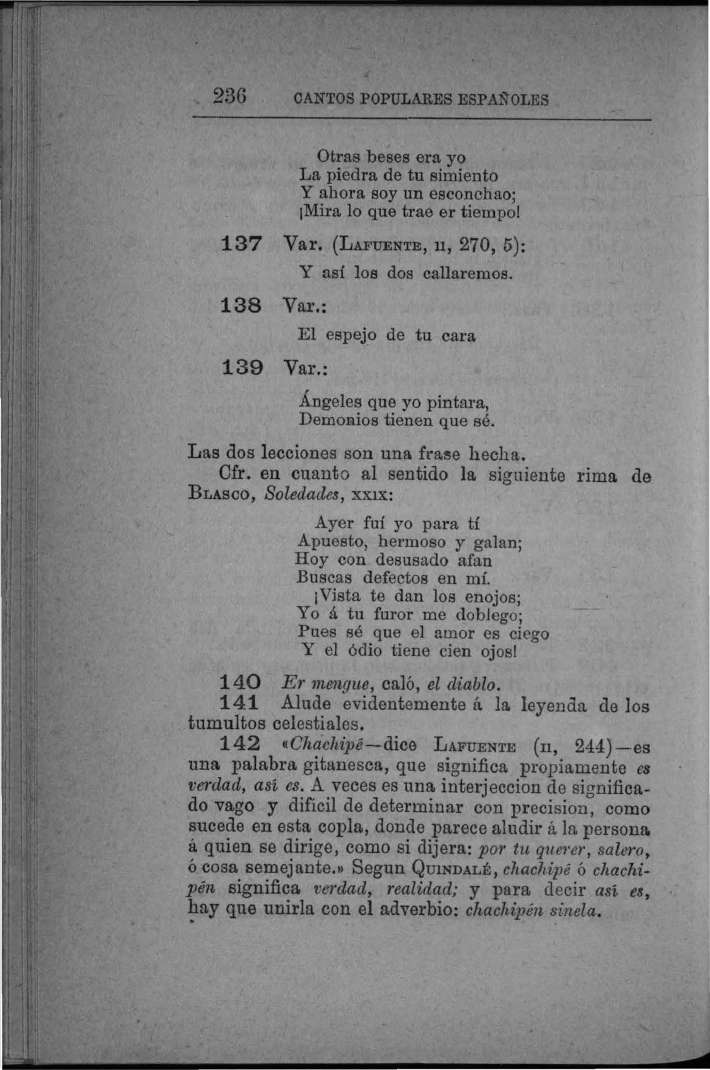 236 CANTOS POPULARES ESPAÑOLES
Otras beses era yo
La piedra de tu simiento
Y ahora soy un esconchao;
¡Mira lo que trae er tiempo!
137 Var. (LAFUENTE, II, 270, 5):
Y así los dos callaremos.
138 Var.:
El espejo de tu cara
139 Var.:
Ángeles que yo pintara,
Demonios tienen que sé.
Las dos lecciones son una frase hecha.
Cfr. en cuanto al sentido la siguiente rima de
BLASCO, Soledades, XXIX:
Ayer fuí yo para tí
Apuesto, hermoso y galan;
Hoy con desusado afan
Buscas defectos en mí.
¡Vista te dan los enojos;
Yo á tu furor me doblego;
Pues sé que el amor es ciego
Y el ódio tiene cien ojos!
140 Er mengue, caló, el diablo.
141 Alude evidentemente á la leyenda de los
tumultos celestiales.
142 «Chachipé—dice LAFUENTE (II, 244)—es
una palabra gitanesca, que significa propiamente es
verdad, así es. A veces es una interjeccion de significa-
do vago y difícil de determinar con precision, como
sucede en esta copla, donde parece aludir á la persona
á quien se dirige, como si dijera: por tu querer, salero,
ó cosa semejante.» Segun QUINDALÉ, chachipé ó chachi-
pén significa verdad, realidad; y para decir así es,
hay que unirla con el adverbio: chachipén sinela.